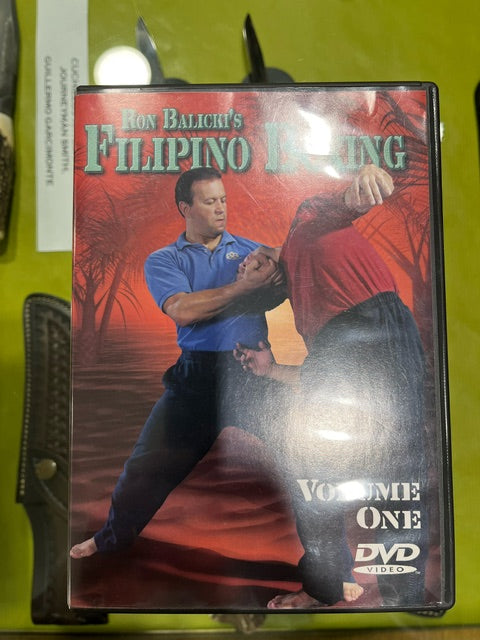 RON BALICKI'S
FILIPINO BOXING
VOLUME
ONE
DVD
VIDEO
JOURNEYMAN SMITH,
GUILLERMO GARCIMONTE